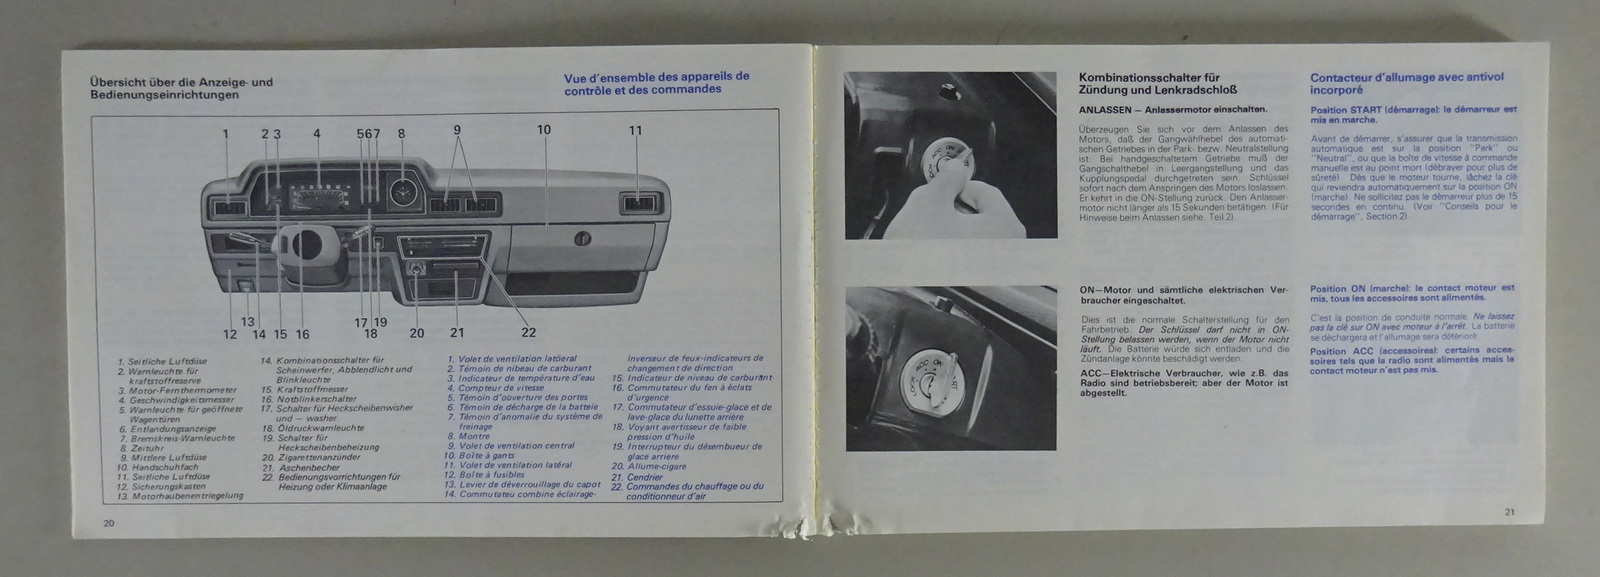 Übersicht über die Anzeige- und
Bedienungseinrichtungen
Vue d'ensemble des appareils de
contrôle et des commandes
1 2 3 4 5 6 7 8 9 10 11
12 13 14 15 16 17 18 19 20 21 22
1. Seitliche Luftdüse
2. Warnleuchte für
kraftstoffreserve
3. Motor-Fernthermometer
4. Geschwindigkeitsmesser
5. Warnleuchte für geöffnete
Wagentüren
6. Entlandungsanzeige
7. Bremskreis-Warnleuchte
8. Zeituhr
9. Mittlere Luftdüse
10. Handschuhfach
11. Seitliche Luftdüse
12. Sicherungskasten
13. Motorhaubenentriegelung
14. Kombinationsschalter für
Scheinwerfer, Abblendlicht und
Blinkleuchte
15. Kraftstoffmesser
16. Notblinkerschalter
17. Schalter für Heckscheibenwisher
und — washer
18. Öldruckwarnleuchte
19. Schalter für
Heckscheibenbeheizung
20. Zigarettenanzünder
21. Aschenbecher
22. Bedienungsvorrichtungen für
Heizung oder Klimaanlage
1. Volet de ventilation latöeral
2. Témoin de nibeau de carburant
3. Indicateur de température d'eau
4. Compteur de vitesse
5. Témoin d'ouverture des portes
6. Témoin de décharge de la batteie
7. Témoin d'anomalie du système de
freinage
8. Montre
9. Volet de ventilation central
10. Boîte à gants
11. Volet de ventilation latéral
12. Boîte à fusibles
13. Levier de déverrouillage du capot
14. Commutateu combine éclairage-
inverseur de feux-indicateurs de
changement de direction
15. Indicateur de niveau de carburant
16. Commutateur du fen à éclats
d'urgence
17. Commutateur d'essuie-glace et de
lave-glace du lunette arrière
18. Voyant avertisseur de faible
pression d'huile
19. Interrupteur du désembueur de
glace arriere
20. Allume-cigare
21. Cendrier
22. Commandes du chauffage ou du
conditionneur d'air
20
Kombinationsschalter für
Zündung und Lenkradschloß
ANLASSEN — Anlassermotor einschalten.
Überzeugen Sie sich vor dem Anlassen des
Motors, daß der Gangwählhebel des automati-
schen Getriebes in der Park- bezw. Neutralstellung
ist. Bei handgeschaltetem Getriebe muß der
Gangschalthebel in Leergangstellung und das
Kupplungspedal durchgetreten sein. Schlüssel
sofort nach dem Anspringen des Motors loslassen.
Er kehrt in die ON-Stellung zurück. Den Anlasser-
motor nicht länger als 15 Sekunden betätigen. (Für
Hinweise beim Anlassen siehe. Teil 2).
ON—Motor und sämtliche elektrischen Ver-
braucher eingeschaltet.
Dies ist die normale Schalterstellung für den
Fahrbetrieb. Der Schlüssel darf nicht in ON-
Stellung belassen werden, wenn der Motor nicht
läuft. Die Batterie würde sich entladen und die
Zündanlage könnte beschädigt werden.
ACC—Elektrische Verbraucher, wie z.B. das
Radio sind betriebsbereit; aber der Motor ist
abgestellt.
Contacteur d'allumage avec antivol
incorporé
Position START (démarrage): le démarreur est
mis en marche.
Avant de démarrer, s'assurer que la transmission
automatique est sur la position "Park" ou
"Neutral", ou que la boîte de vitesse à commande
manuelle est au point mort (débrayer pour plus de
sûreté). Dès que le moteur tourne, lâchez la clé
qui reviendra automatiquement sur la position ON
(marche). Ne sollicitez pas le démarreur plus de 15
secondes en continu. (Voir "Conseils pour le
démarrage", Section 2).
Position ON (marche): le contact moteur est
mis, tous les accessoires sont alimentés.
C'est la position de conduite normale. Ne laissez
pas la clé sur ON avec moteur à l'arrêt. La batterie
se déchargera et l'allumage sera détérioré.
Position ACC (accessoires): certains acces-
soires tels que la radio sont alimentés mais le
contact moteur n'est pas mis.
21
ACC ON
LOCK
LOCK ACC ON START